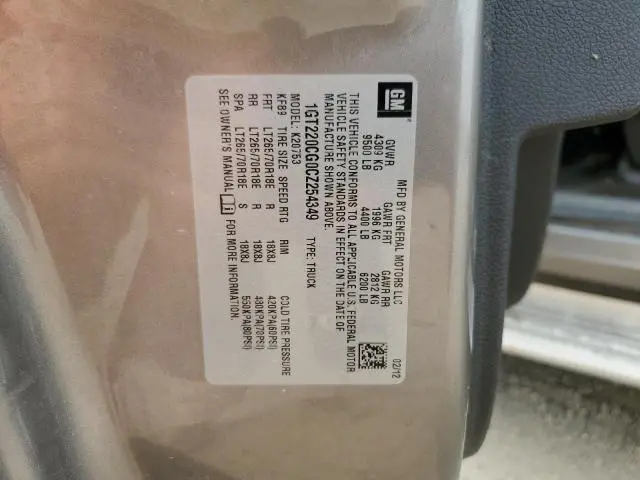 GM
MFD BY GENERAL MOTORS LLC
02/12
GVWR GAWR FRT GAWR RR
4309 KG 1996 KG 2812 KG
9500 LB 4400 LB 6200 LB
THIS VEHICLE CONFORMS TO ALL APPLICABLE U.S. FEDERAL MOTOR
VEHICLE SAFETY STANDARDS IN EFFECT ON THE DATE OF
MANUFACTURE SHOWN ABOVE.
1GT220CG0CZ254349 TYPE: TRUCK
MODEL: K20753
KFB9 TIRE SIZE SPEED RTG RIM COLD TIRE PRESSURE
FRT LT265/70R18E R 18X8J 420KPA(60PSI)
RR LT265/70R18E R 18X8J 480KPA(70PSI)
SPA LT265/70R18E S 18X8J 550KPA(80PSI)
SEE OWNER'S MANUAL FOR MORE INFORMATION.